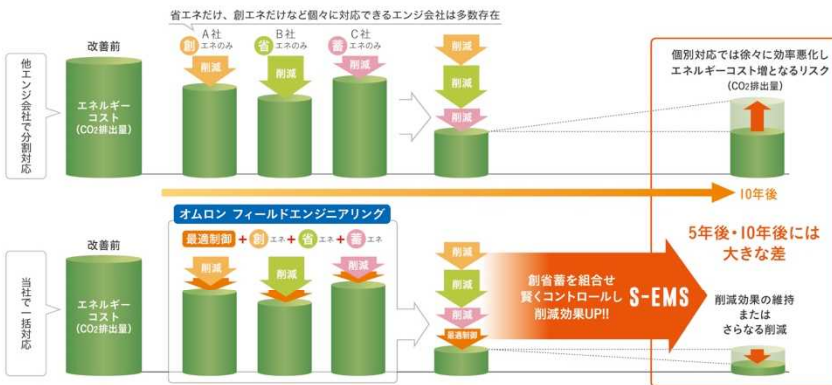 省エネだけ、創エネだけなど個々に対応できるエンジ会社は多数存在
他エンジ会社で分割対応
改善前
エネルギー
コスト
(CO2排出量)
A社
創エネのみ
削減
B社
省エネのみ
削減
C社
蓄エネのみ
削減
削減
削減
削減
個別対応では徐々に効率悪化し
エネルギーコスト増となるリスク
(CO2排出量)
10年後
当社で一括対応
改善前
エネルギー
コスト
(CO2排出量)
オムロン フィールドエンジニアリング
最適制御+創エネ+省エネ+蓄エネ
削減
削減
削減
削減
削減
削減
最適制御
創省蓄を組合せ
賢くコントロールし
削減効果UP!!
S-EMS
5年後・10年後には
大きな差
削減効果の維持
または
さらなる削減